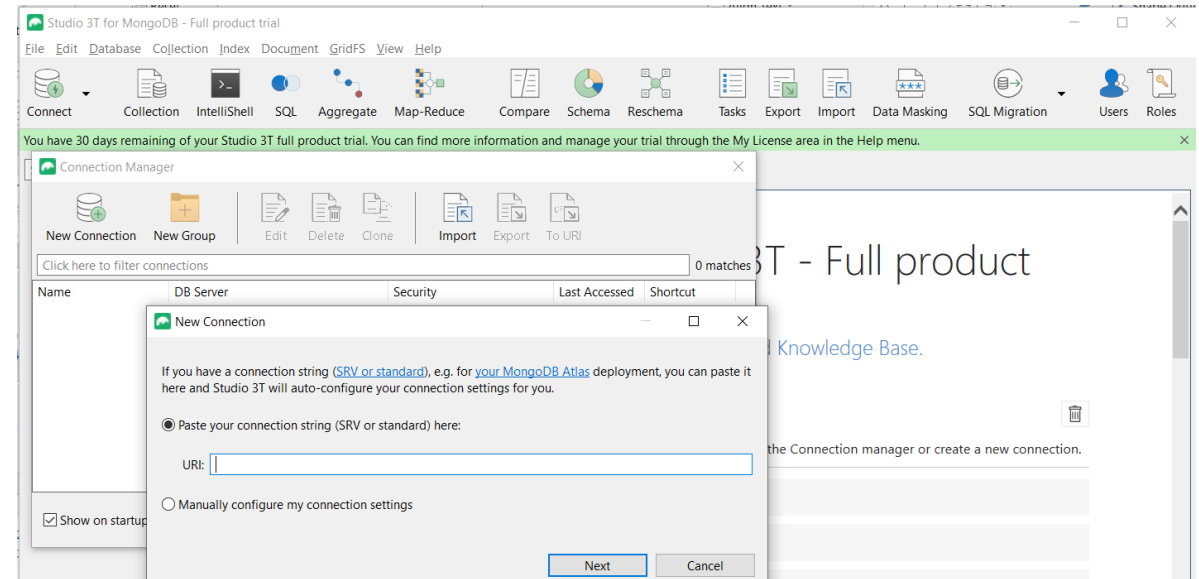 Studio 3T for MongoDB - Full product trial
File Edit Database Collection Index Document GridFS View Help
Connect Collection IntelliShell SQL Aggregate Map-Reduce Compare Schema Reschema Tasks Export Import Data Masking SQL Migration Users Roles
You have 30 days remaining of your Studio 3T full product trial. You can find more information and manage your trial through the My License area in the Help menu.
Connection Manager
New Connection New Group Edit Delete Clone Import Export To URI
Click here to filter connections 0 matches
3T - Full product
Name DB Server Security Last Accessed Shortcut
New Connection
Knowledge Base.
If you have a connection string (SRV or standard), e.g. for your MongoDB Atlas deployment, you can paste it
here and Studio 3T will auto-configure your connection settings for you.
Paste your connection string (SRV or standard) here:
the Connection manager or create a new connection.
URI:
Manually configure my connection settings
Show on startup
Next Cancel